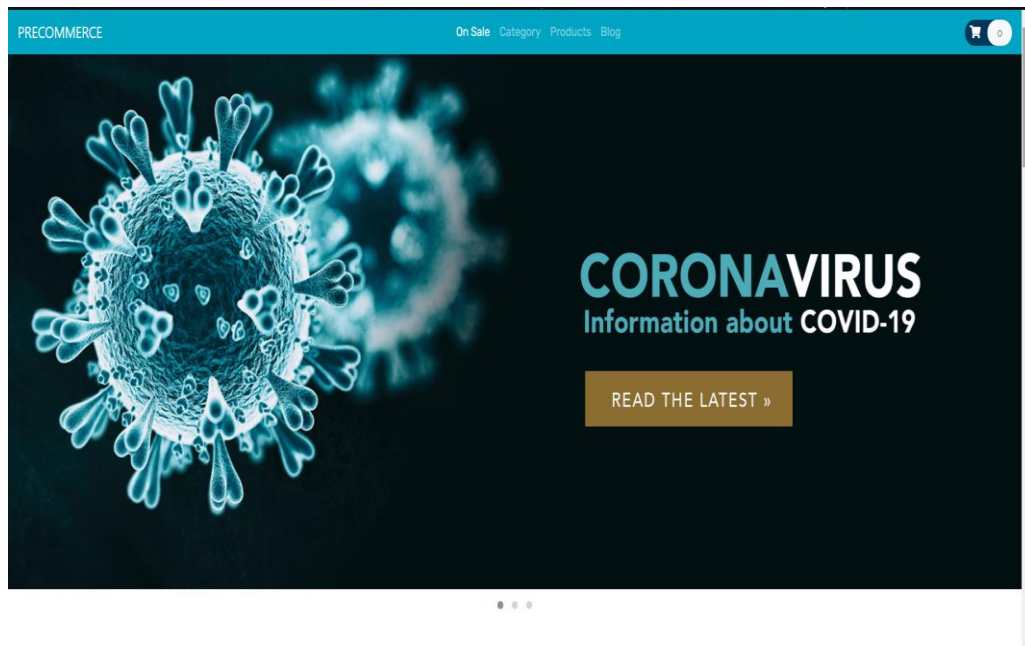 PRECOMMERCE
On Sale Category Products Blog
0
CORONAVIRUS
Information about COVID-19
READ THE LATEST »